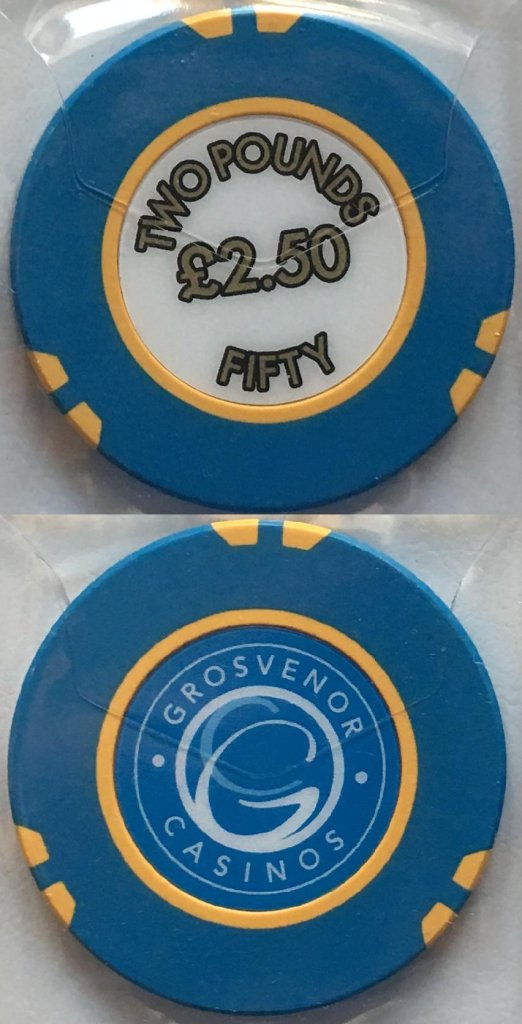 TWO POUNDS
£2.50
FIFTY
GROSVENOR
CASINOS